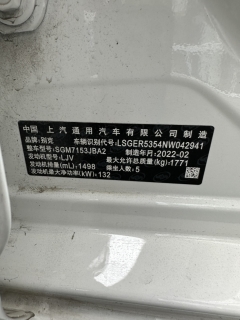 中国 上汽通用汽车有限公司制造
品牌：别克 车辆识别代号：LSGER5354NW042941
整车型号：SGM7153JBA2 制造年月：2022-02
发动机型号：LJV 最大允许总质量(kg)：1771
发动机排量(mL)：1498 乘坐人数：5
发动机最大净功率(kW)：132